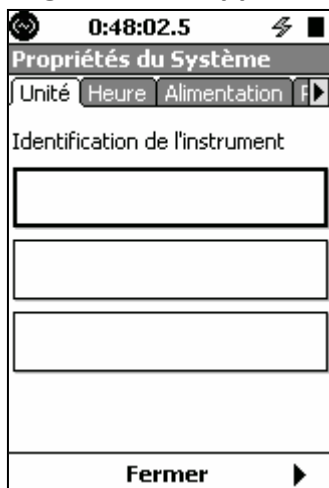 0:48:02.5
Propriétés du Système
Unité Heure Alimentation
Identification de l'instrument
Fermer